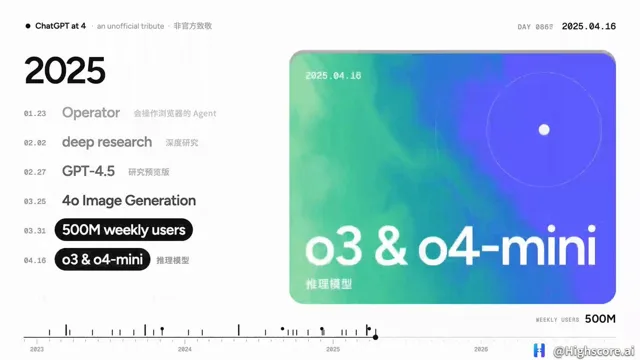 ChatGPT at 4 · an unofficial tribute · 非官方致敬
DAY 0869 2025.04.16
2025
01.23 Operator 会操作浏览器的 Agent
02.02 deep research 深度研究
02.27 GPT-4.5 研究预览版
03.25 4o Image Generation
03.31 500M weekly users
04.16 o3 & o4-mini 推理模型
2025.04.16
o3 & o4-mini
推理模型
WEEKLY USERS 500M
2023 2024 2025 2026
@Highscore.ai